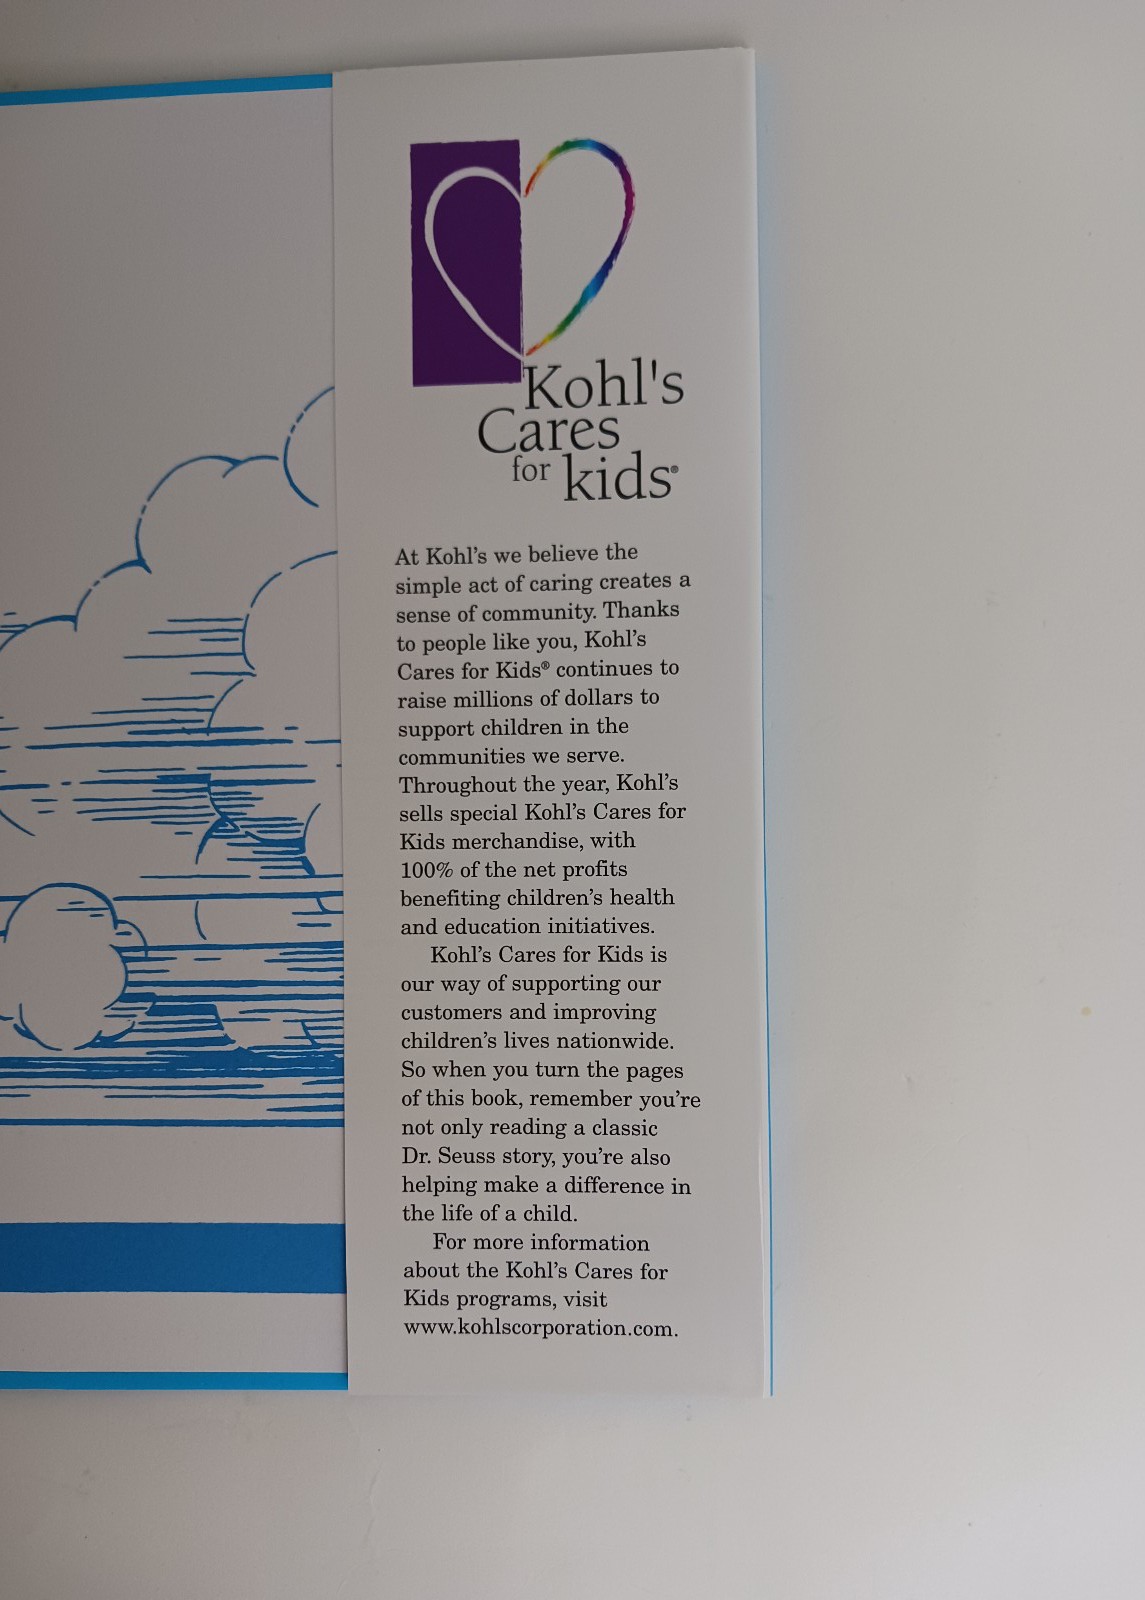 Kohl's
Cares
for kids®
At Kohl's we believe the
simple act of caring creates a
sense of community. Thanks
to people like you, Kohl's
Cares for Kids® continues to
raise millions of dollars to
support children in the
communities we serve.
Throughout the year, Kohl's
sells special Kohl's Cares for
Kids merchandise, with
100% of the net profits
benefiting children's health
and education initiatives.
Kohl's Cares for Kids is
our way of supporting our
customers and improving
children's lives nationwide.
So when you turn the pages
of this book, remember you're
not only reading a classic
Dr. Seuss story, you're also
helping make a difference in
the life of a child.
For more information
about the Kohl's Cares for
Kids programs, visit
www.kohlscorporation.com.